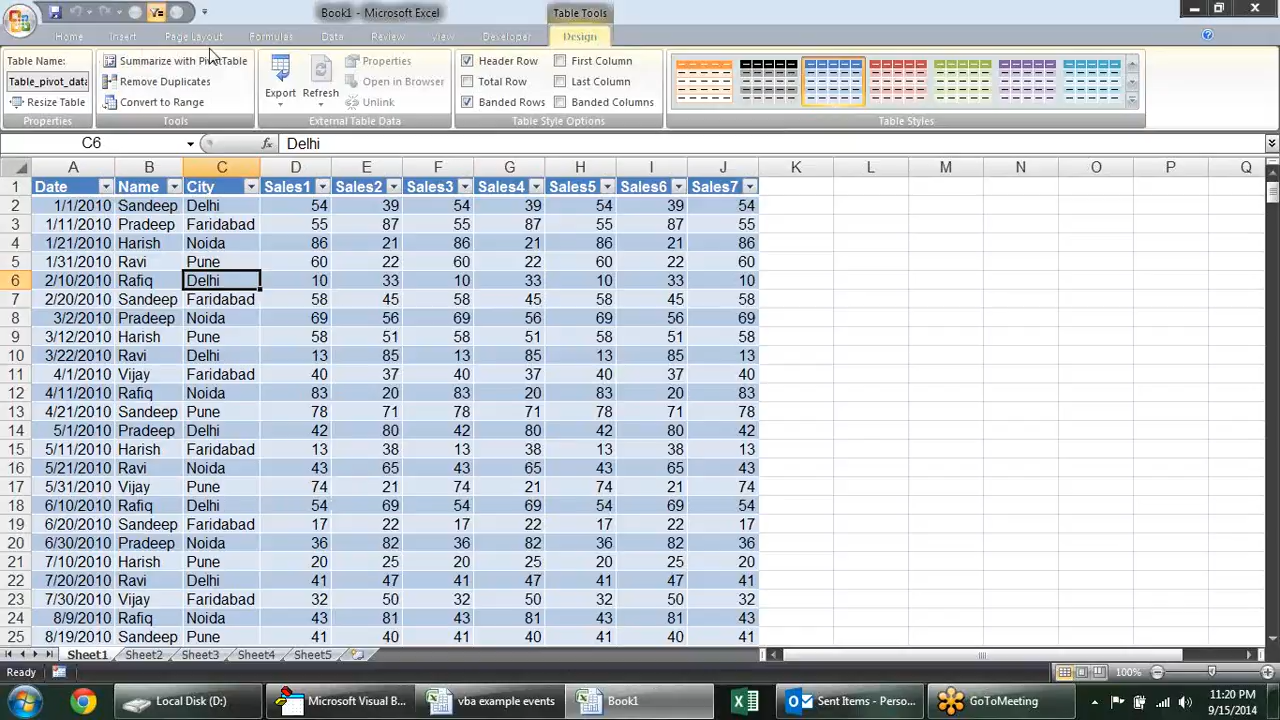 Book1 - Microsoft Excel
Table Tools
Home Insert Page Layout Formulas Data Review View Developer Design
Table Name:
Table_pivot_dat
Resize Table
Properties
Summarize with PivotTable
Remove Duplicates
Convert to Range
Tools
Export
Refresh
Properties
Open in Browser
Unlink
External Table Data
Header Row
Total Row
Banded Rows
First Column
Last Column
Banded Columns
Table Style Options
Table Styles
C6 fx Delhi
A B C D E F G H I J K L M N O P Q
1 Date Name City Sales1 Sales2 Sales3 Sales4 Sales5 Sales6 Sales7
2 1/1/2010 Sandeep Delhi 54 39 54 39 54 39 54
3 1/11/2010 Pradeep Faridabad 55 87 55 87 55 87 55
4 1/21/2010 Harish Noida 86 21 86 21 86 21 86
5 1/31/2010 Ravi Pune 60 22 60 22 60 22 60
6 2/10/2010 Rafiq Delhi 10 33 10 33 10 33 10
7 2/20/2010 Sandeep Faridabad 58 45 58 45 58 45 58
8 3/2/2010 Pradeep Noida 69 56 69 56 69 56 69
9 3/12/2010 Harish Pune 58 51 58 51 58 51 58
10 3/22/2010 Ravi Delhi 13 85 13 85 13 85 13
11 4/1/2010 Vijay Faridabad 40 37 40 37 40 37 40
12 4/11/2010 Rafiq Noida 83 20 83 20 83 20 83
13 4/21/2010 Sandeep Pune 78 71 78 71 78 71 78
14 5/1/2010 Pradeep Delhi 42 80 42 80 42 80 42
15 5/11/2010 Harish Faridabad 13 38 13 38 13 38 13
16 5/21/2010 Ravi Noida 43 65 43 65 43 65 43
17 5/31/2010 Vijay Pune 74 21 74 21 74 21 74
18 6/10/2010 Rafiq Delhi 54 69 54 69 54 69 54
19 6/20/2010 Sandeep Faridabad 17 22 17 22 17 22 17
20 6/30/2010 Pradeep Noida 36 82 36 82 36 82 36
21 7/10/2010 Harish Pune 20 25 20 25 20 25 20
22 7/20/2010 Ravi Delhi 41 47 41 47 41 47 41
23 7/30/2010 Vijay Faridabad 32 50 32 50 32 50 32
24 8/9/2010 Rafiq Noida 43 81 43 81 43 81 43
25 8/19/2010 Sandeep Pune 41 40 41 40 41 40 41
Sheet1 Sheet2 Sheet3 Sheet4 Sheet5
Ready 100%
Local Disk (D:) Microsoft Visual B... vba example events Book1 Sent Items - Perso... GoToMeeting
11:20 PM
9/15/2014